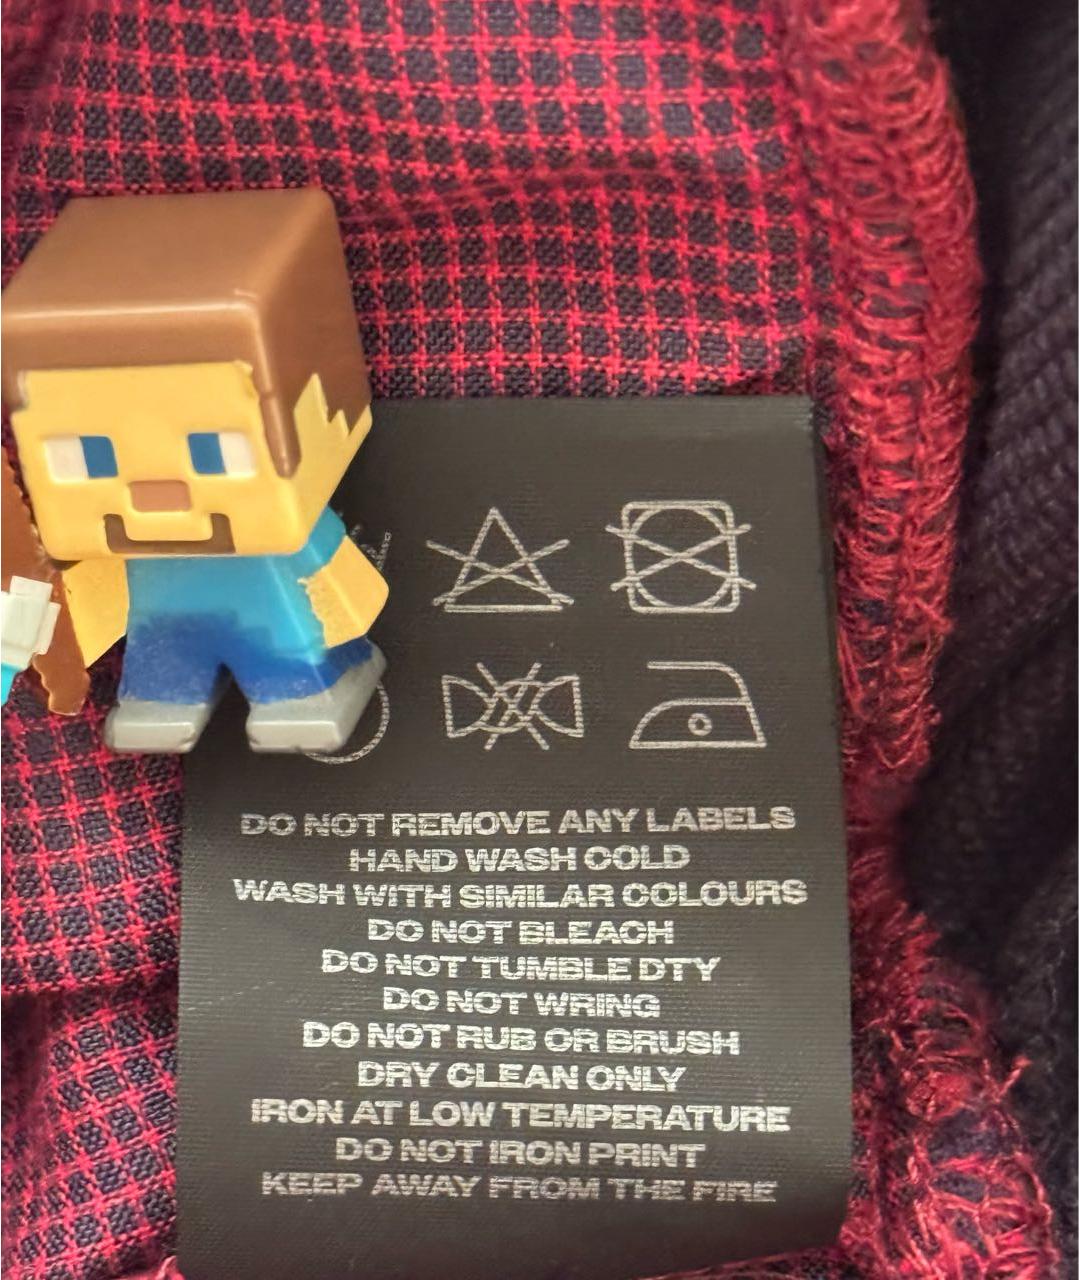 DO NOT REMOVE ANY LABELS
HAND WASH COLD
WASH WITH SIMILAR COLOURS
DO NOT BLEACH
DO NOT TUMBLE DTY
DO NOT WRING
DO NOT RUB OR BRUSH
DRY CLEAN ONLY
IRON AT LOW TEMPERATURE
DO NOT IRON PRINT
KEEP AWAY FROM THE FIRE